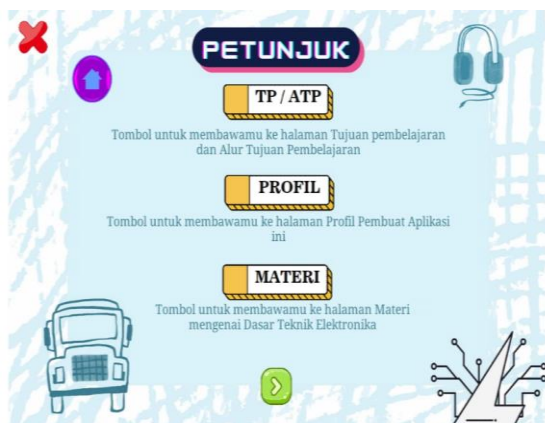 PETUNJUK
TP / ATP
Tombol untuk membawamu ke halaman Tujuan pembelajaran
dan Alur Tujuan Pembelajaran
PROFIL
Tombol untuk membawamu ke halaman Profil Pembuat Aplikasi
ini
MATERI
Tombol untuk membawamu ke halaman Materi
mengenai Dasar Teknik Elektronika